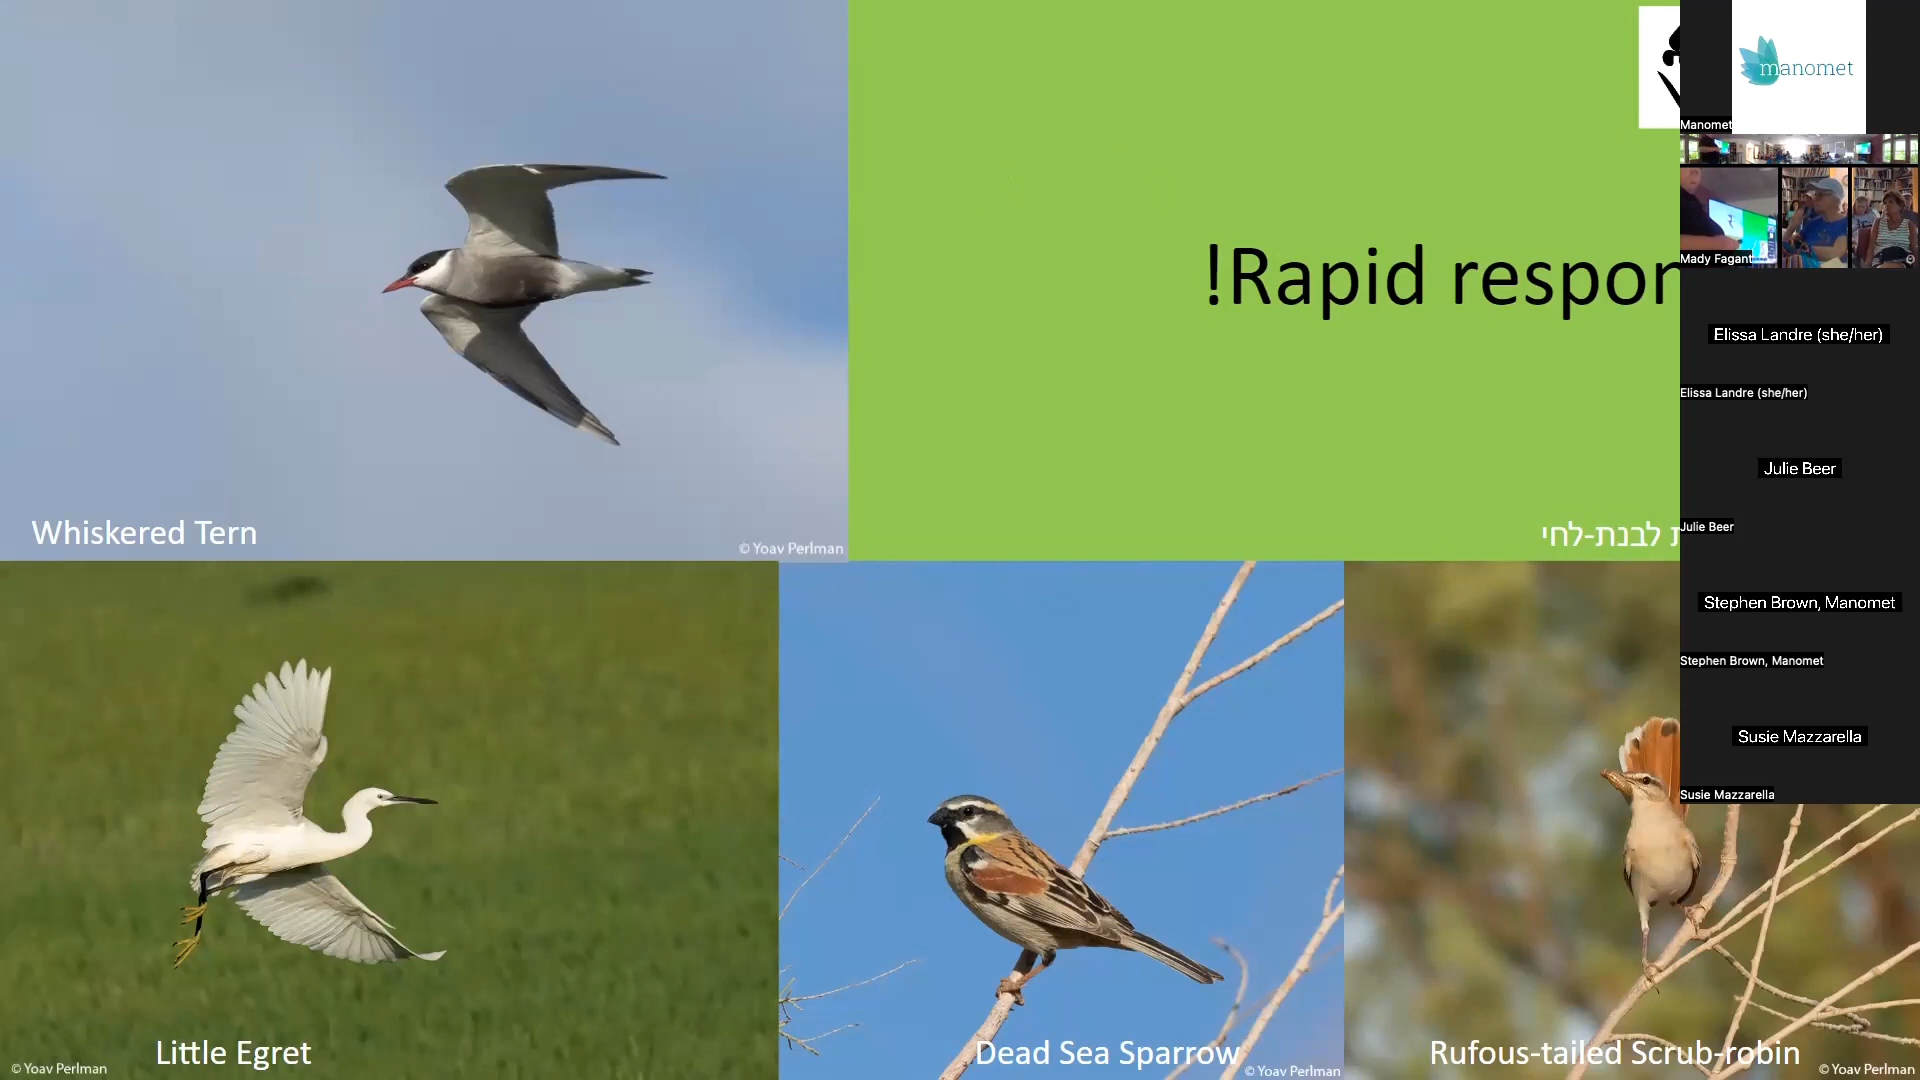 manomet
Manomet
Mady Fagant
!Rapid respon
Elissa Landre (she/her)
Elissa Landre (she/her)
Julie Beer
Julie Beer
ת לבנת-לחי
Whiskered Tern
© Yoav Perlman
Stephen Brown, Manomet
Stephen Brown, Manomet
Susie Mazzarella
Susie Mazzarella
Little Egret
© Yoav Perlman
Dead Sea Sparrow
© Yoav Perlman
Rufous-tailed Scrub-robin
© Yoav Perlman